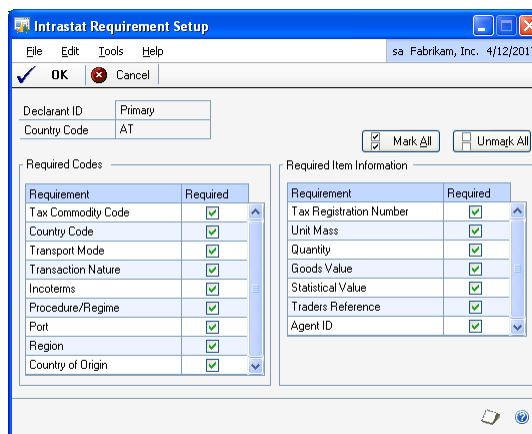 Intrastat Requirement Setup
File Edit Tools Help
sa Fabrikam, Inc. 4/12/2017
OK Cancel
Declarant ID Primary
Country Code AT
Mark All Unmark All
Required Codes
Requirement Required
Tax Commodity Code
Country Code
Transport Mode
Transaction Nature
Incoterms
Procedure/Regime
Port
Region
Country of Origin
Required Item Information
Requirement Required
Tax Registration Number
Unit Mass
Quantity
Goods Value
Statistical Value
Traders Reference
Agent ID